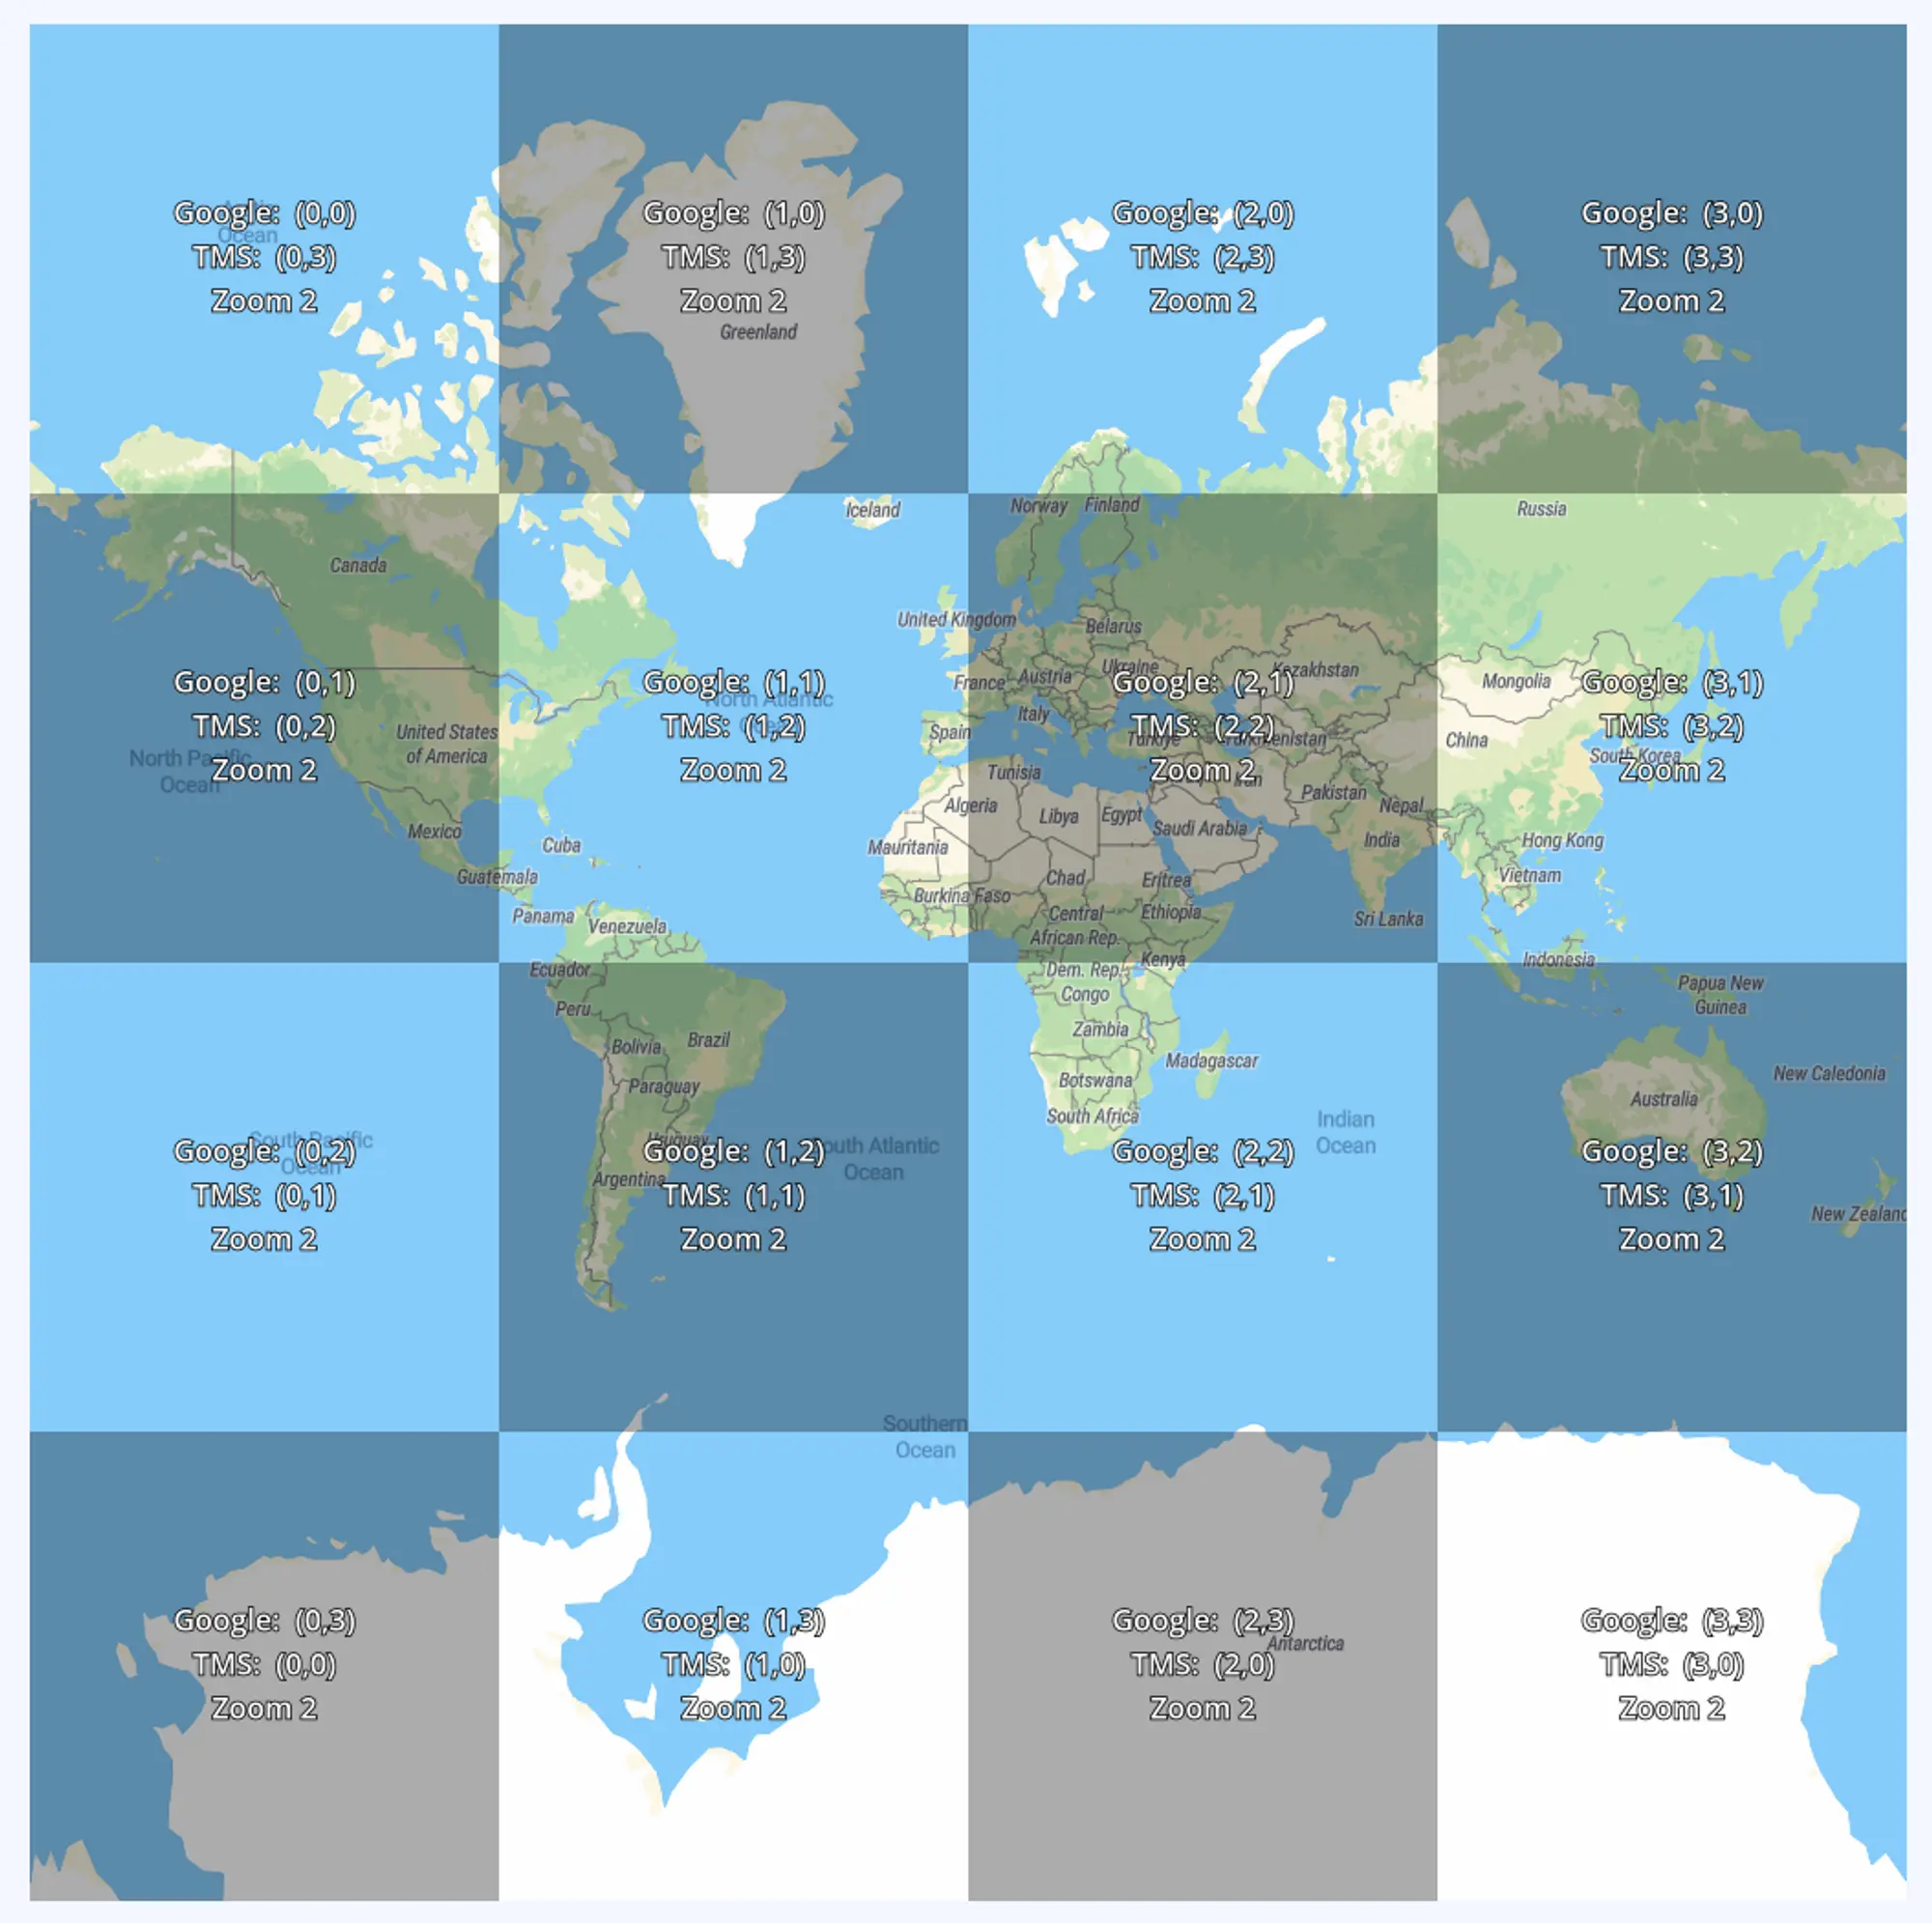 Google: (0,0)
TMS: (0,3)
Zoom 2
Ocean
Google: (1,0)
TMS: (1,3)
Zoom 2
Greenland
Google: (2,0)
TMS: (2,3)
Zoom 2
Google: (3,0)
TMS: (3,3)
Zoom 2
Canada
Google: (0,1)
TMS: (0,2)
Zoom 2
North Pacific
Ocean
United States
of America
Mexico
Guatemala
Iceland
United Kingdom
Google: (1,1)
TMS: (1,2)
Zoom 2
North Atlantic
France
Spain
Cuba
Algeria
Mauritania
Burkina Faso
Panama
Venezuela
Norway
Finland
Belarus
Ukraine
Kazakhstan
Austria
Google: (2,1)
TMS: (2,2)
Zoom 2
Italy
Türkiye
Turkmenistan
Tunisia
Iran
Libya
Egypt
Saudi Arabia
Pakistan
Nepal
India
Chad
Eritrea
Central
African Rep.
Ethiopia
Sri Lanka
Kenya
Russia
Mongolia
Google: (3,1)
TMS: (3,2)
Zoom 2
China
South Korea
Hong Kong
Vietnam
Indonesia
Google: (0,2)
TMS: (0,1)
Zoom 2
South Pacific
Ocean
Ecuador
Peru
Brazil
Bolivia
Paraguay
Uruguay
Google: (1,2)
TMS: (1,1)
Zoom 2
Argentina
South Atlantic
Ocean
Dem. Rep.
Congo
Zambia
Madagascar
Botswana
South Africa
Google: (2,2)
TMS: (2,1)
Zoom 2
Indian
Ocean
Papua New
Guinea
New Caledonia
Australia
Google: (3,2)
TMS: (3,1)
Zoom 2
New Zealand
Southern
Ocean
Google: (0,3)
TMS: (0,0)
Zoom 2
Google: (1,3)
TMS: (1,0)
Zoom 2
Google: (2,3)
TMS: (2,0)
Zoom 2
Antarctica
Google: (3,3)
TMS: (3,0)
Zoom 2